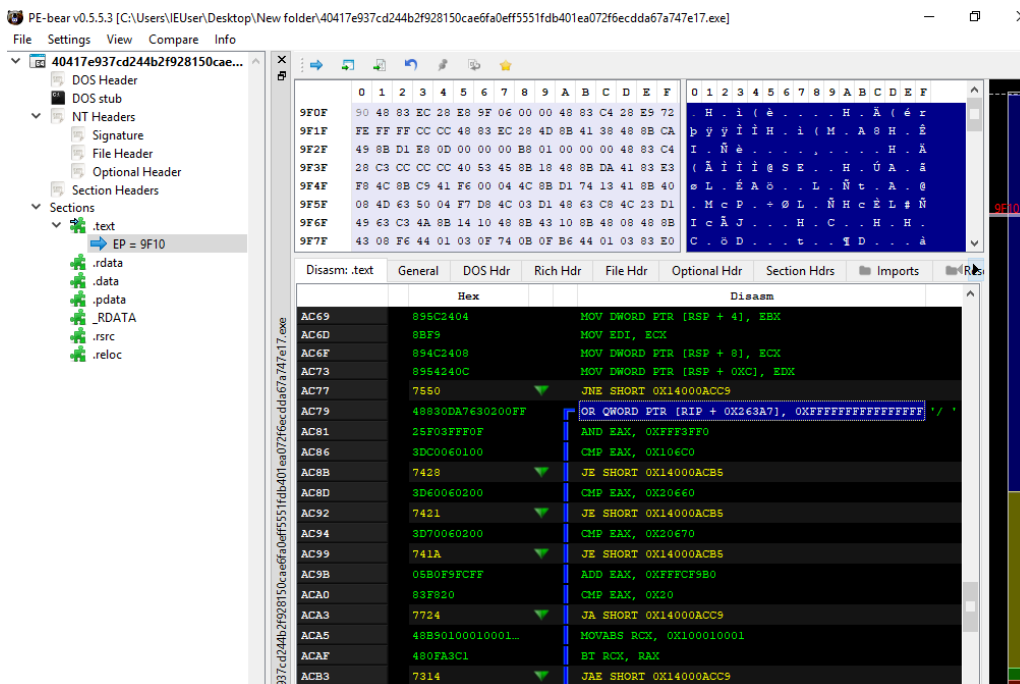 PE-bear v0.5.5.3 [C:\Users\IEUser\Desktop\New folder\40417e937cd244b2f928150cae6fa0eff5551fdb401ea072f6ecdda67a747e17.exe]
File Settings View Compare Info
40417e937cd244b2f928150cae...
DOS Header
DOS stub
NT Headers
Signature
File Header
Optional Header
Section Headers
Sections
.text
EP = 9F10
.rdata
.data
.pdata
_RDATA
.rsrc
.reloc
0 1 2 3 4 5 6 7 8 9 A B C D E F 0 1 2 3 4 5 6 7 8 9 A B C D E F
9F0F 90 48 83 EC 28 E8 9F 06 00 00 48 83 C4 28 E9 72 . H . ì ( è . . . . H . Ä ( é r
9F1F FE FF FF CC CC 48 83 EC 28 4D 8B 41 38 48 8B CA þ ÿ ÿ Ì Ì H . ì ( M . A 8 H . Ê
9F2F 49 8B D1 E8 0D 00 00 00 B8 01 00 00 00 48 83 C4 I . Ñ è . . . . ¸ . . . . H . Ä
9F3F 28 C3 CC CC CC 40 53 45 8B 18 48 8B DA 41 83 E3 ( Ã Ì Ì Ì @ S E . . H . Ú A . ã
9F4F F8 4C 8B C9 41 F6 00 04 4C 8B D1 74 13 41 8B 40 ø L . É A ö . . L . Ñ t . A . @
9F5F 08 4D 63 50 04 F7 D8 4C 03 D1 48 63 C8 4C 23 D1 . M c P . ÷ Ø L . Ñ H c È L # Ñ
9F6F 49 63 C3 4A 8B 14 10 48 8B 43 10 8B 48 08 48 8B I c Ã J . . . H . C . . H . H .
9F7F 43 08 F6 44 01 03 0F 74 0B 0F B6 44 01 03 83 E0 C . ö D . . . t . . ¶ D . . . à
Disasm: .text General DOS Hdr Rich Hdr File Hdr Optional Hdr Section Hdrs Imports
Hex Disasm
AC69 895C2404 MOV DWORD PTR [RSP + 4], EBX
AC6D 8BF9 MOV EDI, ECX
AC6F 894C2408 MOV DWORD PTR [RSP + 8], ECX
AC73 8954240C MOV DWORD PTR [RSP + 0XC], EDX
AC77 7550 JNE SHORT 0X14000ACC9
AC79 48830DA7630200FF OR QWORD PTR [RIP + 0X263A7], 0XFFFFFFFFFFFFFFFF
AC81 25F03FFF0F AND EAX, 0XFFF3FF0
AC86 3DC0060100 CMP EAX, 0X106C0
AC8B 7428 JE SHORT 0X14000ACB5
AC8D 3D60060200 CMP EAX, 0X20660
AC92 7421 JE SHORT 0X14000ACB5
AC94 3D70060200 CMP EAX, 0X20670
AC99 741A JE SHORT 0X14000ACB5
AC9B 05B0F9FCFF ADD EAX, 0XFFFCF9B0
ACA0 83F820 CMP EAX, 0X20
ACA3 7724 JA SHORT 0X14000ACC9
ACA5 48B90100010001... MOVABS RCX, 0X100010001
ACAF 480FA3C1 BT RCX, RAX
ACB3 7314 JAE SHORT 0X14000ACC9